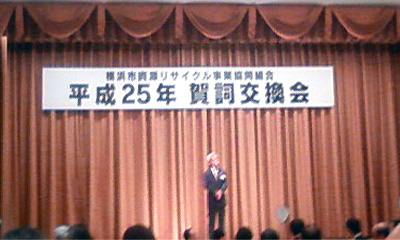 横浜市資源リサイクル事業協同組合
平成25年 賀詞交換会